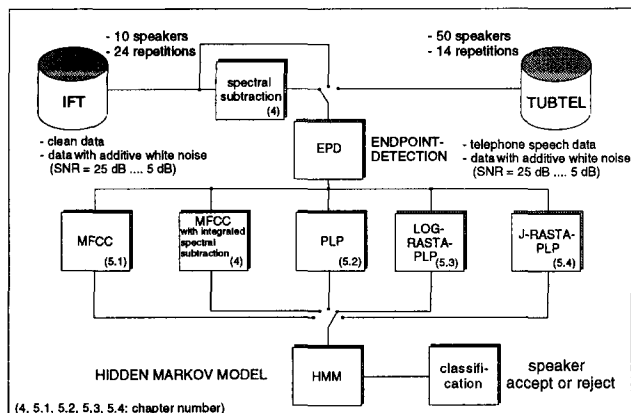 - 10 speakers
- 24 repetitions
- 50 speakers
- 14 repetitions
IFT
spectral
subtraction
(4)
TUBTEL
- clean data
- data with additive white noise
(SNR = 25 dB .... 5 dB)
EPD
ENDPOINT-
DETECTION
- telephone speech data
- data with additive white noise
(SNR = 25 dB .... 5 dB)
MFCC
(5.1)
MFCC
with integrated
spectral
subtraction
(4)
PLP
(5.2)
LOG-
RASTA-
PLP
(5.3)
J-RASTA-
PLP
(5.4)
HIDDEN MARKOV MODEL
HMM
classifi-
cation
speaker
accept or reject
(4, 5.1, 5.2, 5.3, 5.4: chapter number)